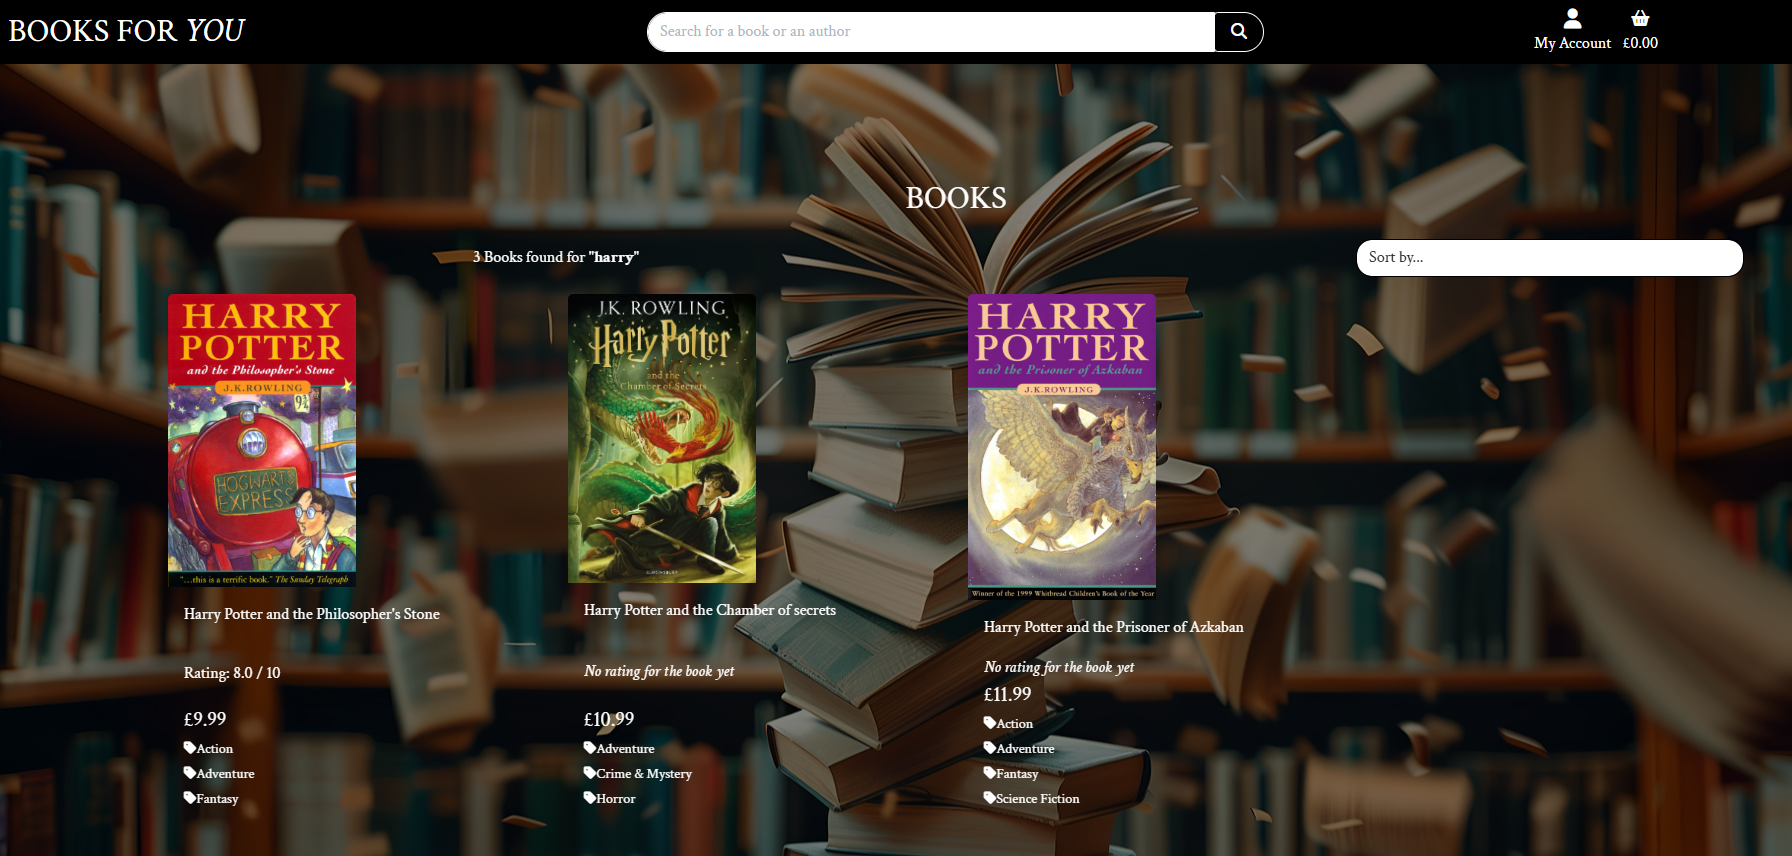 BOOKS FOR YOU
Search for a book or an author
My Account
£0.00
BOOKS
3 Books found for "harry"
Sort by...
HARRY
POTTER
and the Philosopher's Stone
J.K.ROWLING
9¾
HOGWARTS
EXPRESS
"...this is a terrific book." The Sunday Telegraph
Harry Potter and the Philosopher's Stone
Rating: 8.0 / 10
£9.99
Action
Adventure
Fantasy
J.K. ROWLING
Harry Potter
and the
Chamber of Secrets
BLOOMSBURY
Harry Potter and the Chamber of secrets
No rating for the book yet
£10.99
Adventure
Crime & Mystery
Horror
HARRY
POTTER
and the Prisoner of Azkaban
J.K.ROWLING
Winner of the 1999 Whitbread Children's Book of the Year
Harry Potter and the Prisoner of Azkaban
No rating for the book yet
£11.99
Action
Adventure
Fantasy
Science Fiction